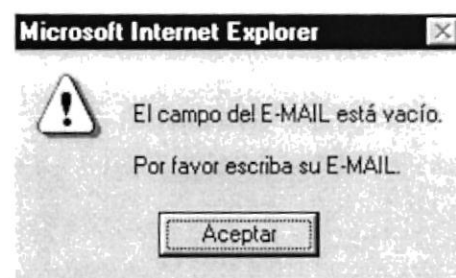 Microsoft Internet Explorer
El campo del E-MAIL está vacío.
Por favor escriba su E-MAIL.
Aceptar